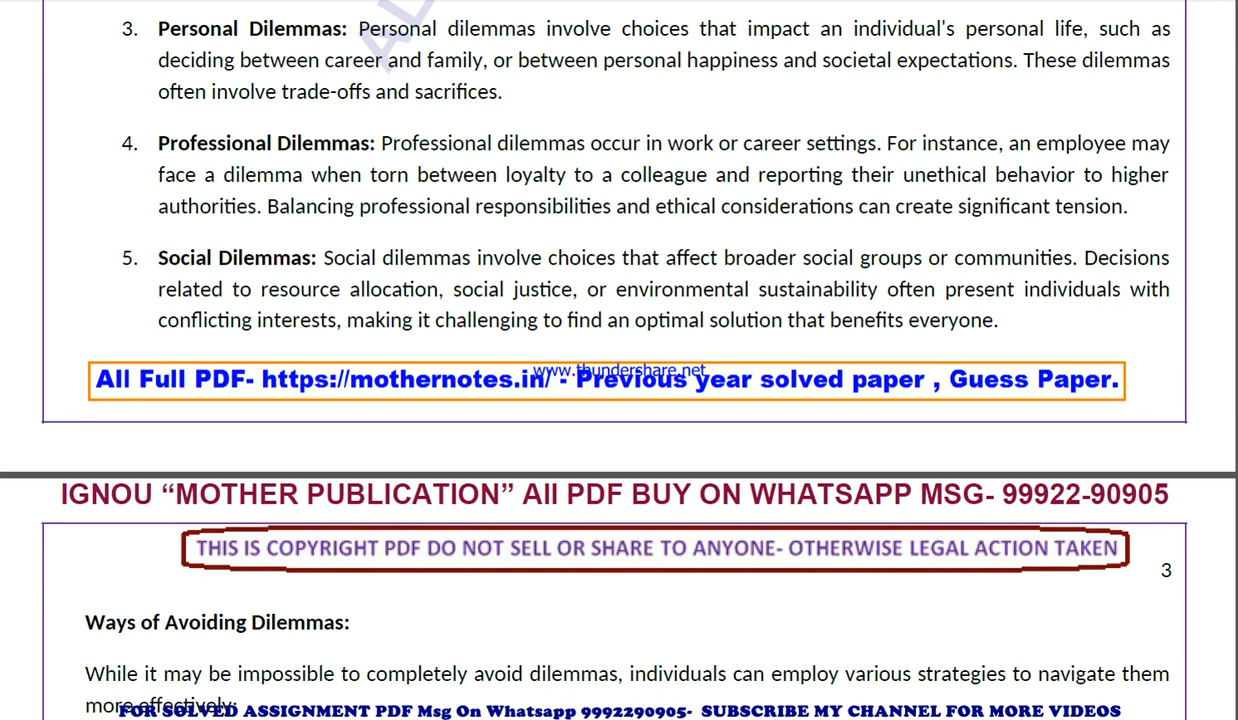 3. Personal Dilemmas: Personal dilemmas involve choices that impact an individual's personal life, such as
deciding between career and family, or between personal happiness and societal expectations. These dilemmas
often involve trade-offs and sacrifices.
4. Professional Dilemmas: Professional dilemmas occur in work or career settings. For instance, an employee may
face a dilemma when torn between loyalty to a colleague and reporting their unethical behavior to higher
authorities. Balancing professional responsibilities and ethical considerations can create significant tension.
5. Social Dilemmas: Social dilemmas involve choices that affect broader social groups or communities. Decisions
related to resource allocation, social justice, or environmental sustainability often present individuals with
conflicting interests, making it challenging to find an optimal solution that benefits everyone.
www.thundershare.net
All Full PDF- https://mothernotes.in/ - Previous year solved paper , Guess Paper.
IGNOU “MOTHER PUBLICATION” All PDF BUY ON WHATSAPP MSG- 99922-90905
THIS IS COPYRIGHT PDF DO NOT SELL OR SHARE TO ANYONE- OTHERWISE LEGAL ACTION TAKEN
3
Ways of Avoiding Dilemmas:
While it may be impossible to completely avoid dilemmas, individuals can employ various strategies to navigate them
more effectively:
FOR SOLVED ASSIGNMENT PDF Msg On Whatsapp 9992290905- SUBSCRIBE MY CHANNEL FOR MORE VIDEOS